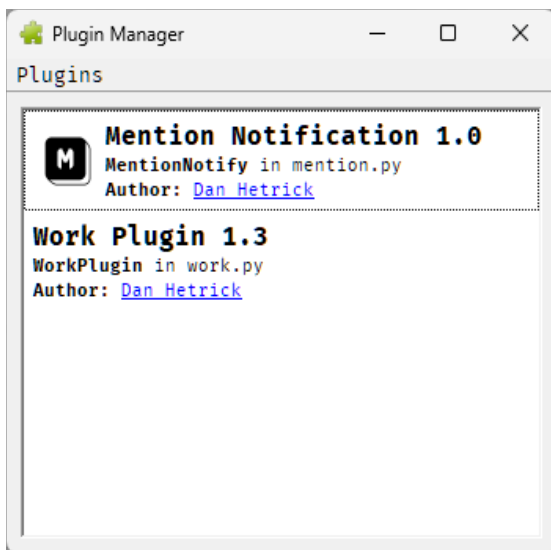 Plugin Manager
Plugins
M
Mention Notification 1.0
MentionNotify in mention.py
Author: Dan Hetrick
Work Plugin 1.3
WorkPlugin in work.py
Author: Dan Hetrick